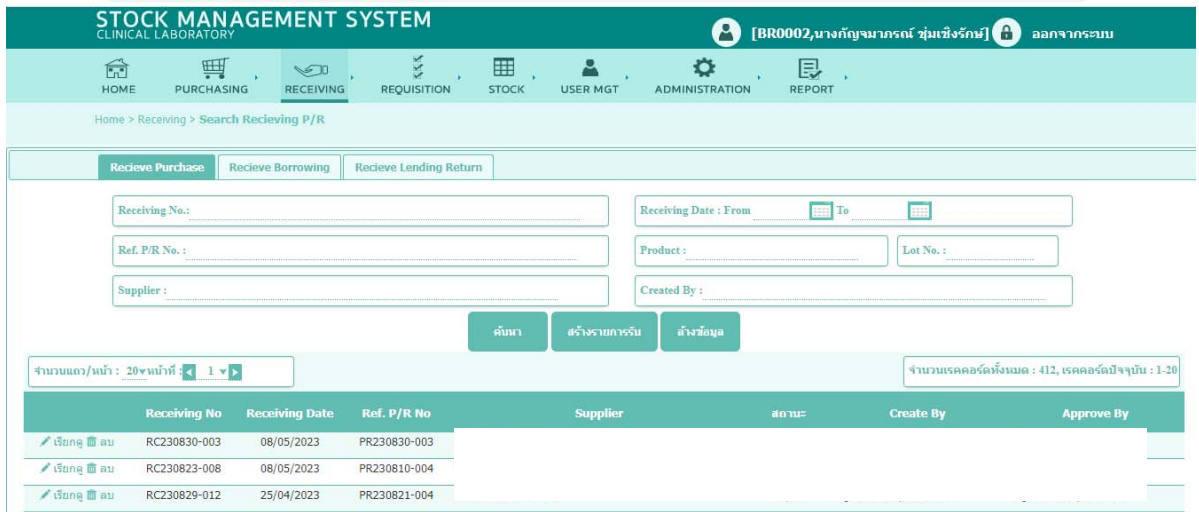 STOCK MANAGEMENT SYSTEM
CLINICAL LABORATORY
[BR0002,นางกัญจมาภรณ์ ชุ่มเชิงรักษ์] ออกจากระบบ
HOME PURCHASING RECEIVING REQUISITION STOCK USER MGT ADMINISTRATION REPORT
Home > Receiving > Search Recieving P/R
Recieve Purchase Recieve Borrowing Recieve Lending Return
Receiving No.: Receiving Date : From To
Ref. P/R No. : Product : Lot No. :
Supplier : Created By :
ค้นหา สร้างรายการรับ ล้างข้อมูล
จำนวนแถว/หน้า : 20 หน้าที่ : 1 จำนวนเรคคอร์ดทั้งหมด : 412, เรคคอร์ดปัจจุบัน : 1-20
Receiving No Receiving Date Ref. P/R No Supplier สถานะ Create By Approve By
เรียกดู ลบ RC230830-003 08/05/2023 PR230830-003
เรียกดู ลบ RC230823-008 08/05/2023 PR230810-004
เรียกดู ลบ RC230829-012 25/04/2023 PR230821-004